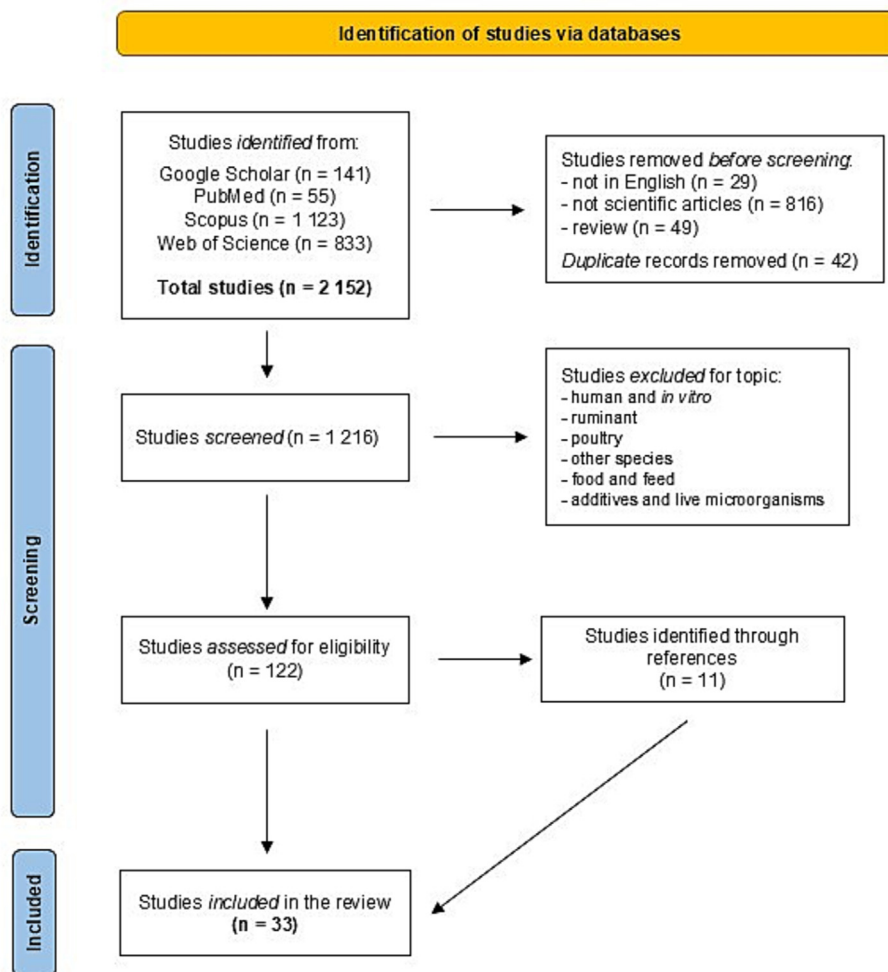 Identification of studies via databases
Identification
Studies identified from:
Google Scholar (n = 141)
PubMed (n = 55)
Scopus (n = 1 123)
Web of Science (n = 833)
Total studies (n = 2 152)
Studies removed before screening:
- not in English (n = 29)
- not scientific articles (n = 816)
- review (n = 49)
Duplicate records removed (n = 42)
Screening
Studies screened (n = 1 216)
Studies excluded for topic:
- human and in vitro
- ruminant
- poultry
- other species
- food and feed
- additives and live microorganisms
Studies assessed for eligibility
(n = 122)
Studies identified through
references
(n = 11)
Included
Studies included in the review
(n = 33)